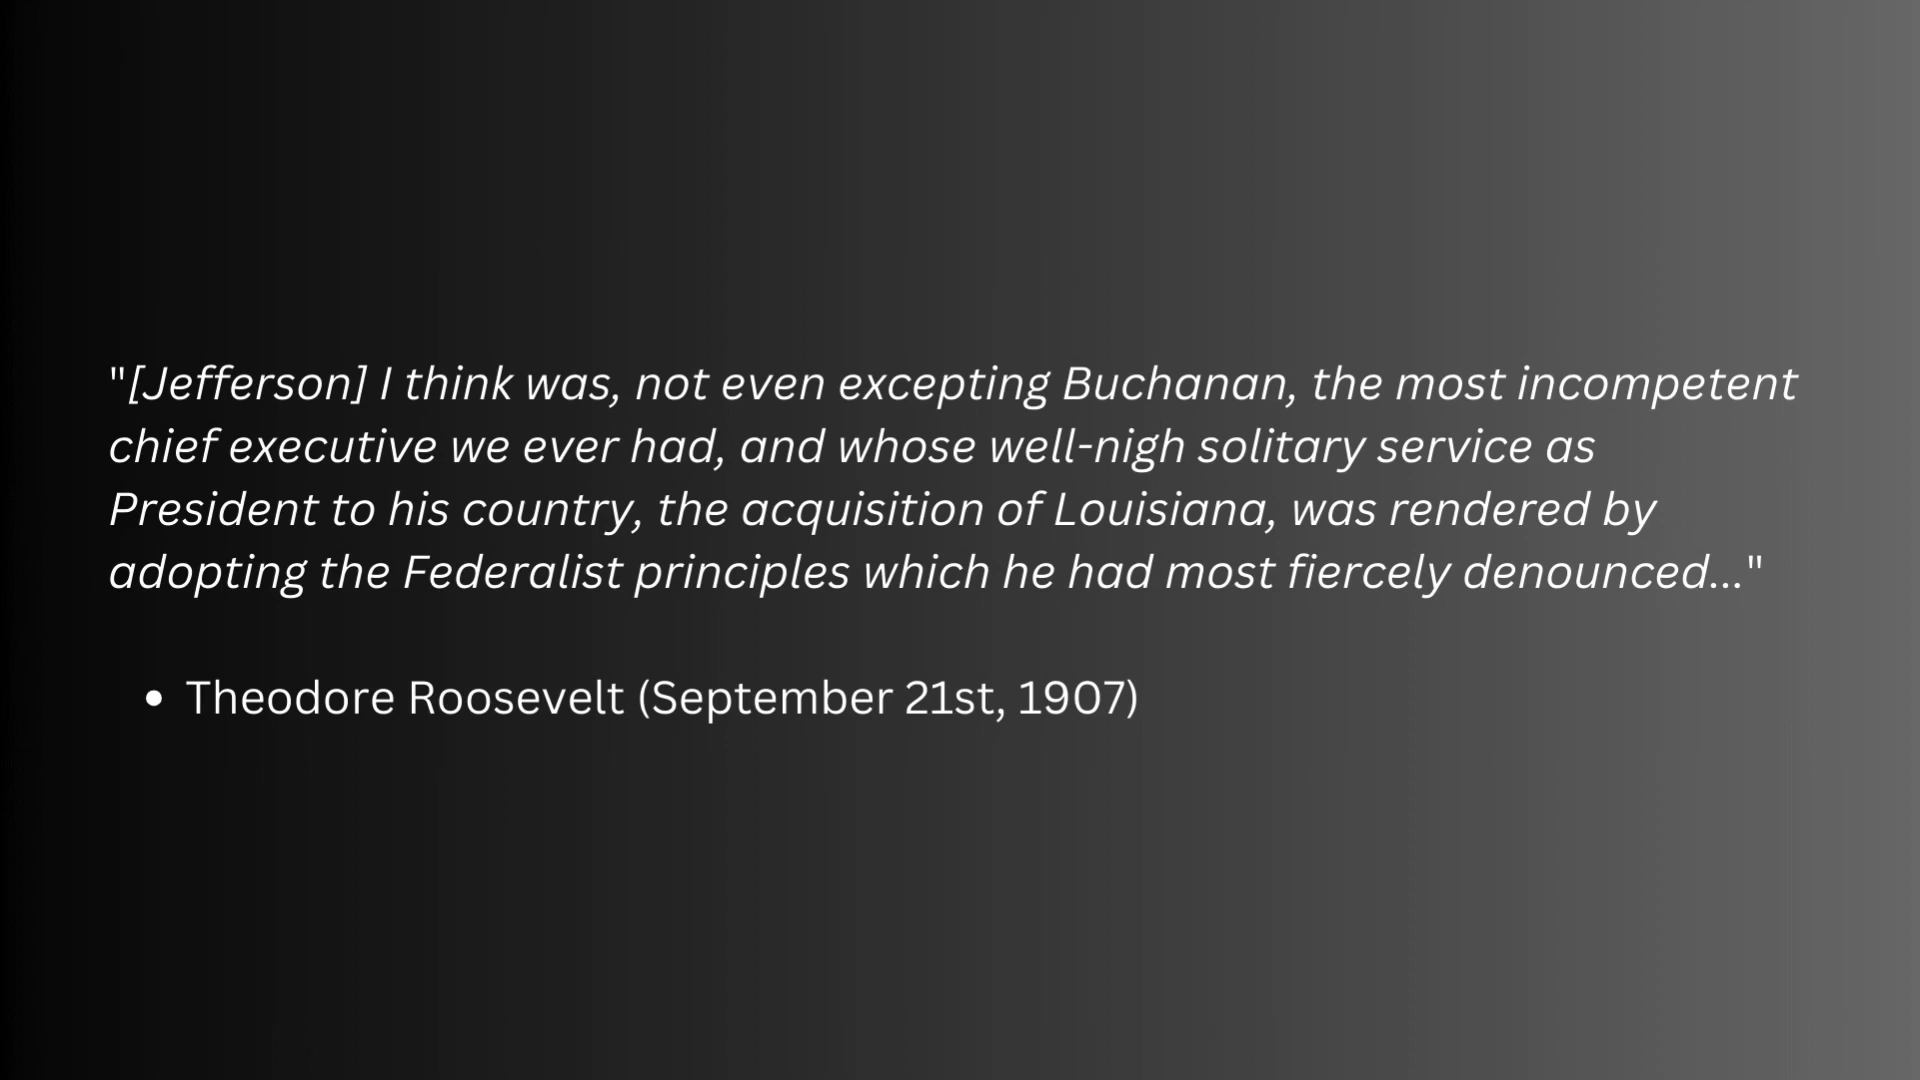 "[Jefferson] I think was, not even excepting Buchanan, the most incompetent
chief executive we ever had, and whose well-nigh solitary service as
President to his country, the acquisition of Louisiana, was rendered by
adopting the Federalist principles which he had most fiercely denounced..."
• Theodore Roosevelt (September 21st, 1907)